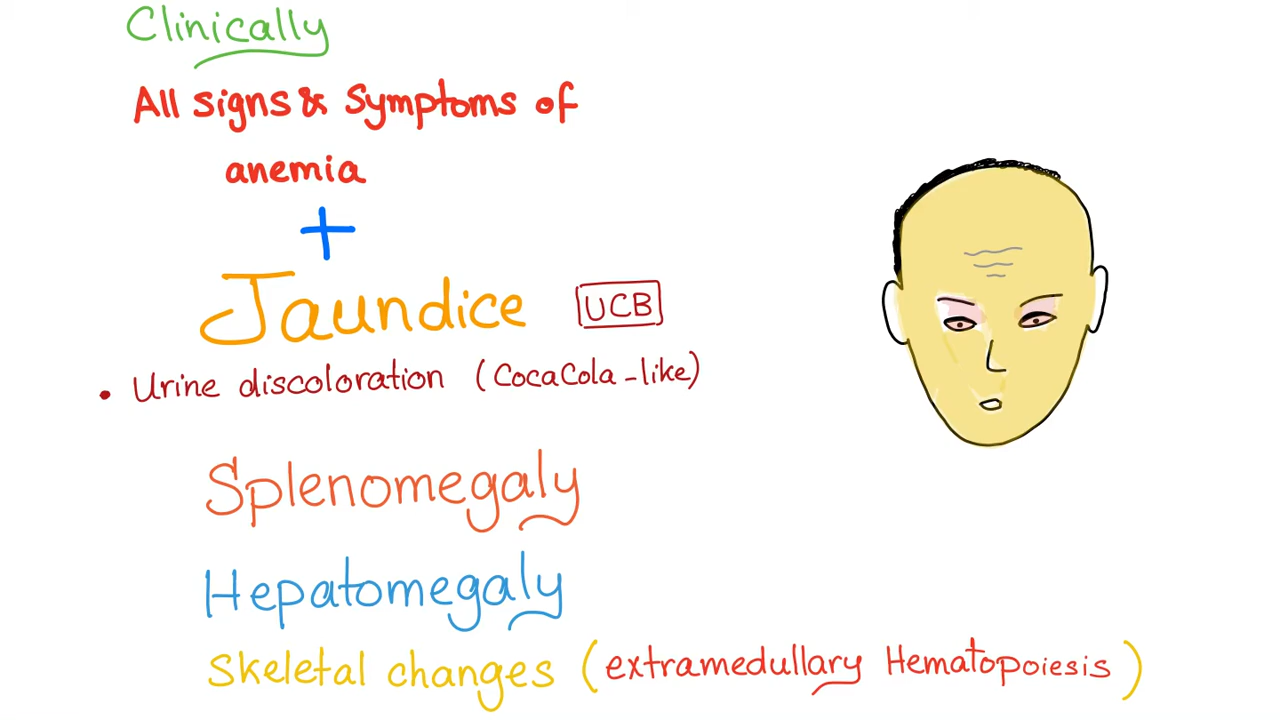 Clinically
All signs & Symptoms of
anemia
+
Jaundice UCB
• Urine discoloration (CocaCola-like)
Splenomegaly
Hepatomegaly
Skeletal changes (extramedullary Hematopoiesis)